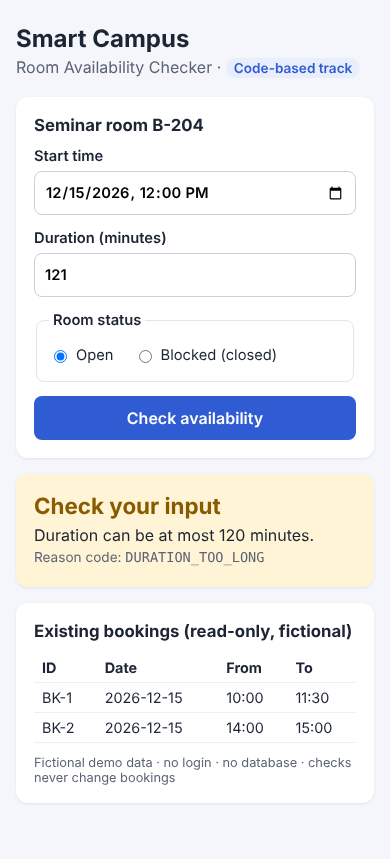 Smart Campus
Room Availability Checker · Code-based track
Seminar room B-204
Start time
12/15/2026, 12:00 PM
Duration (minutes)
121
Room status
Open
Blocked (closed)
Check availability
Check your input
Duration can be at most 120 minutes.
Reason code: DURATION_TOO_LONG
Existing bookings (read-only, fictional)
ID Date From To
BK-1 2026-12-15 10:00 11:30
BK-2 2026-12-15 14:00 15:00
Fictional demo data · no login · no database · checks
never change bookings